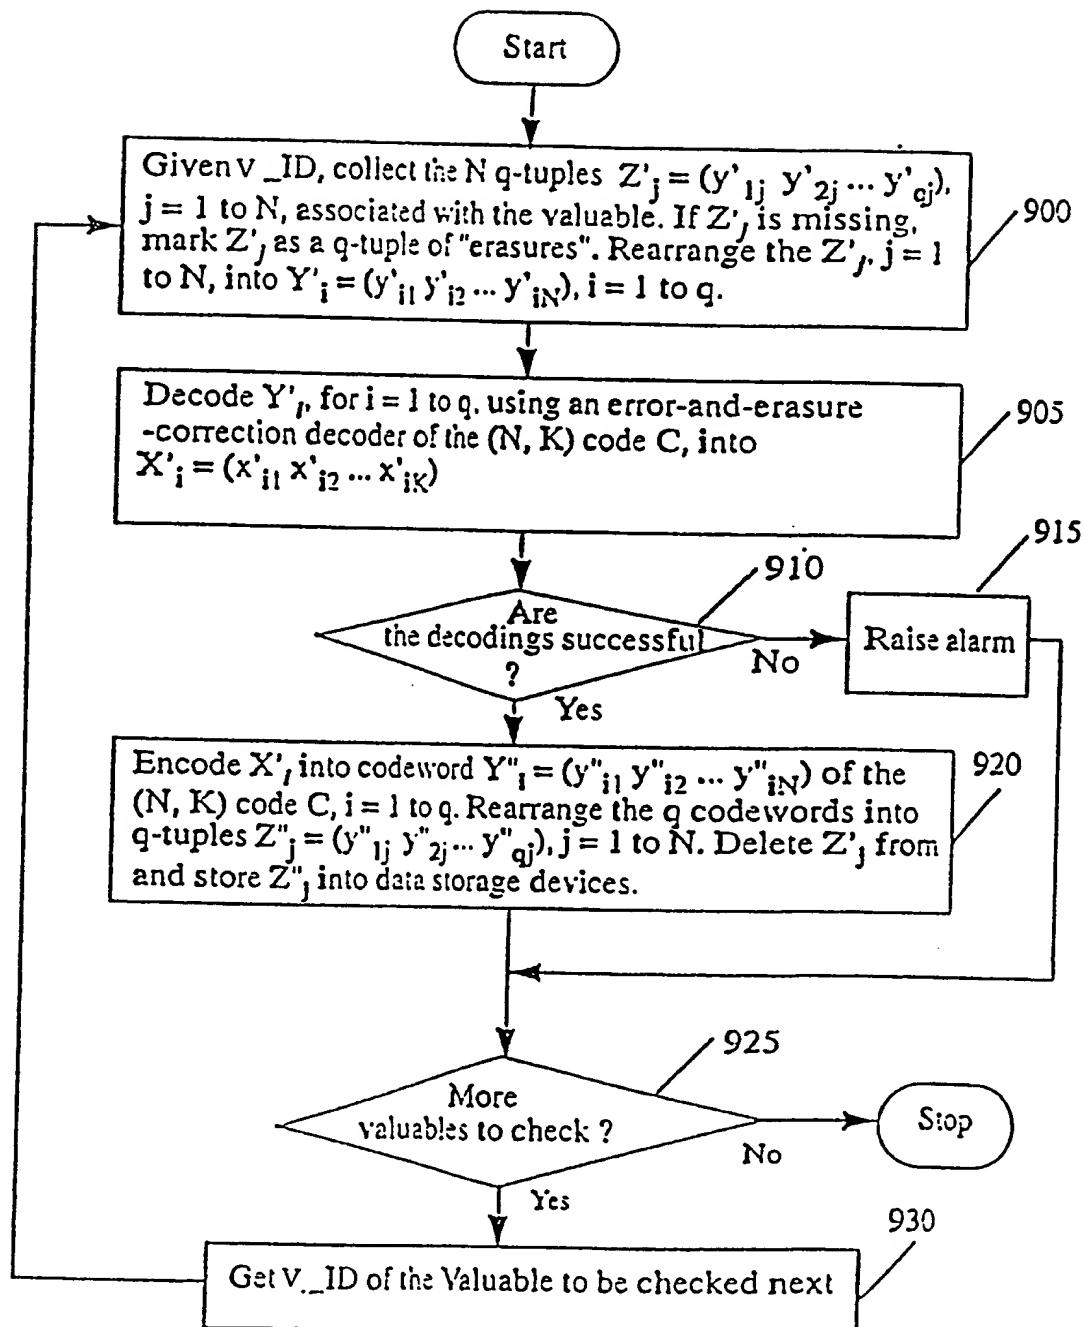 Start
Given V_ID, collect the N q-tuples Z'j = (y'1j y'2j ... y'qj),
j = 1 to N, associated with the valuable. If Z'j is missing,
mark Z'j as a q-tuple of "erasures". Rearrange the Z'j, j = 1
to N, into Y'i = (y'i1 y'i2 ... y'iN), i = 1 to q.
900
Decode Y'i, for i = 1 to q, using an error-and-erasure
-correction decoder of the (N, K) code C, into
X'i = (x'i1 x'i2 ... x'iK)
905
Are
the decodings successful
?
910
No
Raise alarm
915
Yes
Encode X'i into codeword Y"i = (y"i1 y"i2 ... y"iN) of the
(N, K) code C, i = 1 to q. Rearrange the q codewords into
q-tuples Z"j = (y"1j y"2j ... y"qj), j = 1 to N. Delete Z'j from
and store Z"j into data storage devices.
920
More
valuables to check ?
925
No
Stop
Yes
Get V_ID of the Valuable to be checked next
930